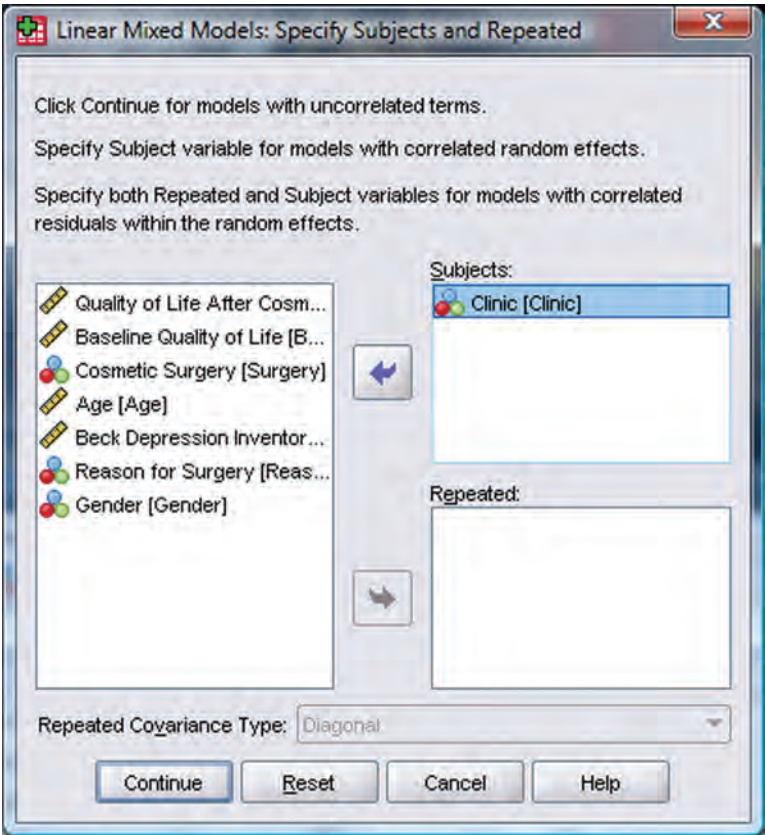 Linear Mixed Models: Specify Subjects and Repeated
Click Continue for models with uncorrelated terms.
Specify Subject variable for models with correlated random effects.
Specify both Repeated and Subject variables for models with correlated
residuals within the random effects.
Subjects:
Quality of Life After Cosm...
Baseline Quality of Life [B...
Cosmetic Surgery [Surgery]
Age [Age]
Beck Depression Inventor...
Reason for Surgery [Reas...
Gender [Gender]
Clinic [Clinic]
Repeated:
Repeated Covariance Type: Diagonal
Continue Reset Cancel Help